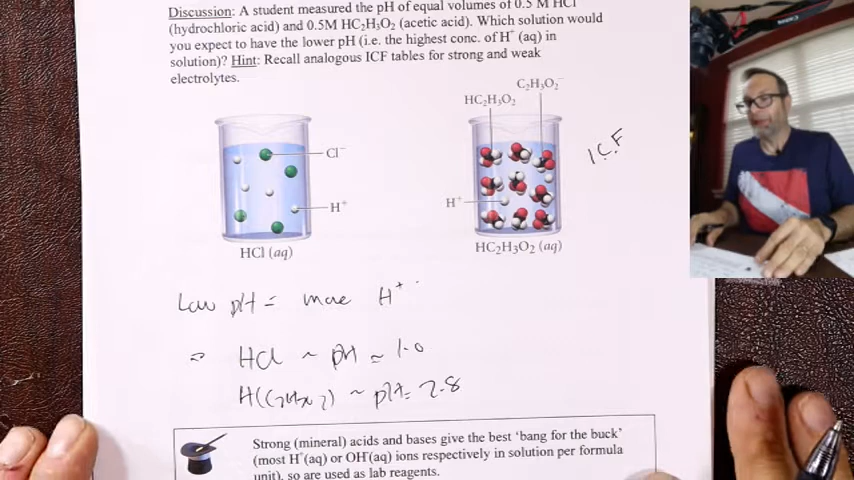 Discussion: A student measured the pH of equal volumes of 0.5 M HCl
(hydrochloric acid) and 0.5M HC₂H₃O₂ (acetic acid). Which solution would
you expect to have the lower pH (i.e. the highest conc. of H⁺ (aq) in
solution)? Hint: Recall analogous ICF tables for strong and weak
electrolytes.
C₂H₃O₂⁻
HC₂H₃O₂
I.C.F
Cl⁻
H⁺
H⁺
HCl (aq)
HC₂H₃O₂ (aq)
Low pH = more H⁺
⇒ HCl ~ pH ≈ 1.0
~ pH = 2.8
Strong (mineral) acids and bases give the best 'bang for the buck'
(most H⁺(aq) or OH⁻(aq) ions respectively in solution per formula
unit), so are used as lab reagents.